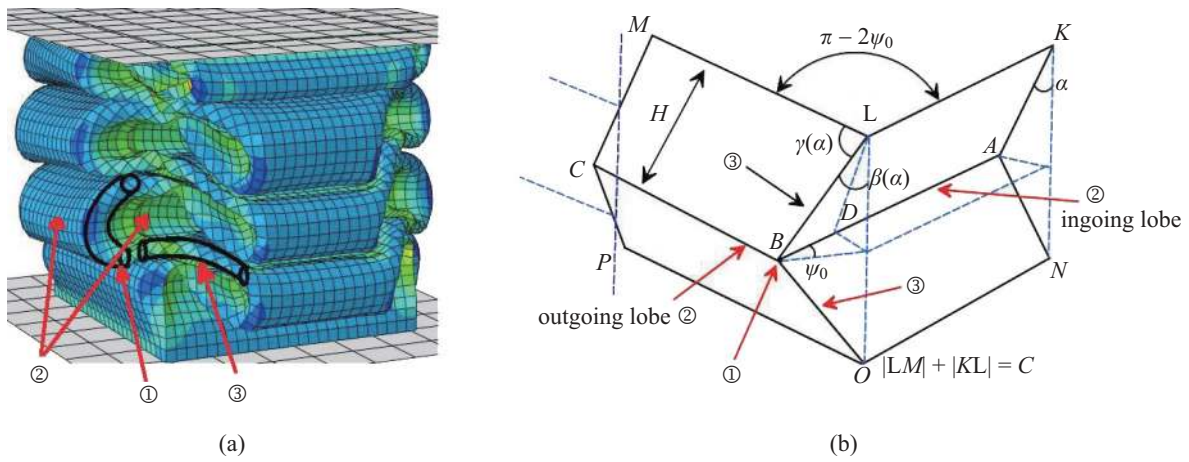 ②
①
③
(a)
M
π − 2ψ₀
K
α
H
L
γ(α)
A
③
β(α)
②
C
D
ingoing lobe
B
ψ₀
P
N
③
outgoing lobe ②
①
O
|LM| + |KL| = C
(b)